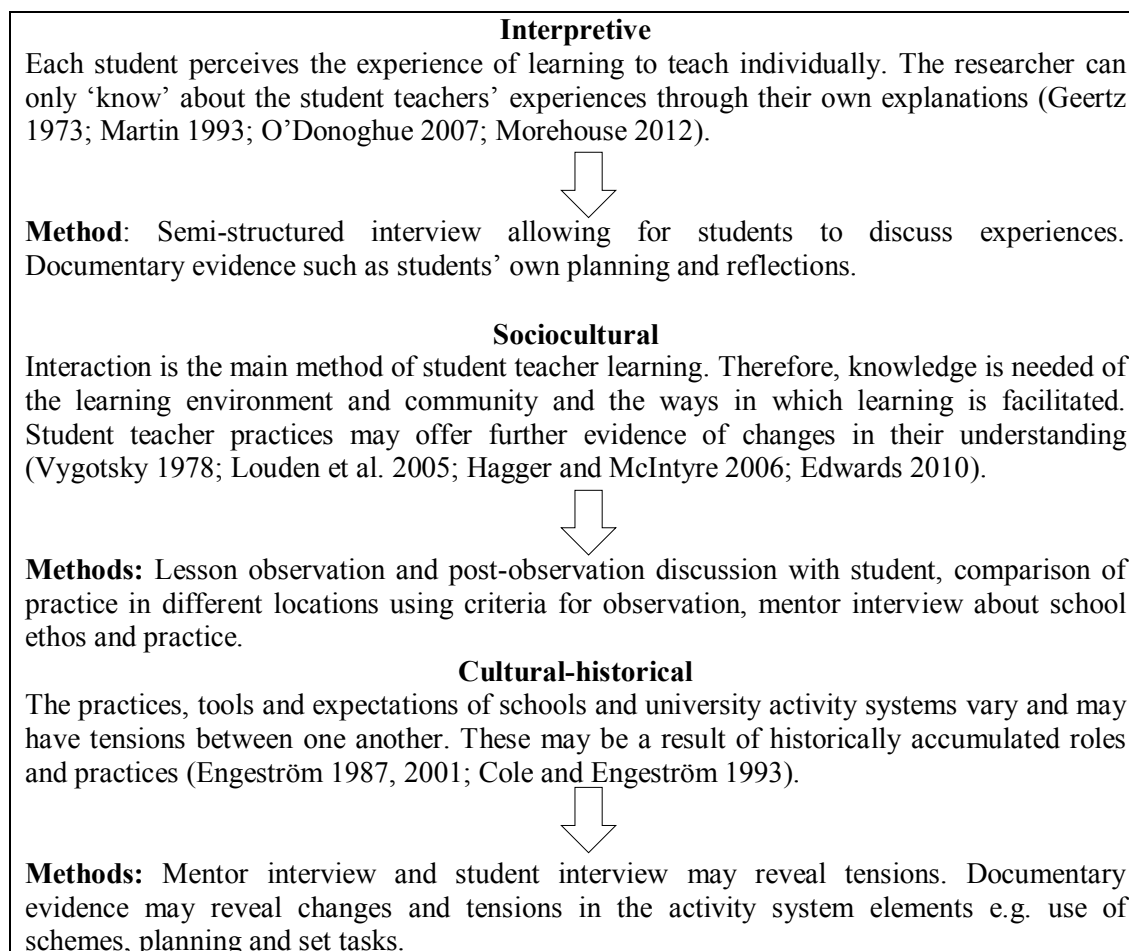 Interpretive
Each student perceives the experience of learning to teach individually. The researcher can
only ‘know’ about the student teachers’ experiences through their own explanations (Geertz
1973; Martin 1993; O’Donoghue 2007; Morehouse 2012).
Method: Semi-structured interview allowing for students to discuss experiences.
Documentary evidence such as students’ own planning and reflections.
Sociocultural
Interaction is the main method of student teacher learning. Therefore, knowledge is needed of
the learning environment and community and the ways in which learning is facilitated.
Student teacher practices may offer further evidence of changes in their understanding
(Vygotsky 1978; Louden et al. 2005; Hagger and McIntyre 2006; Edwards 2010).
Methods: Lesson observation and post-observation discussion with student, comparison of
practice in different locations using criteria for observation, mentor interview about school
ethos and practice.
Cultural-historical
The practices, tools and expectations of schools and university activity systems vary and may
have tensions between one another. These may be a result of historically accumulated roles
and practices (Engeström 1987, 2001; Cole and Engeström 1993).
Methods: Mentor interview and student interview may reveal tensions. Documentary
evidence may reveal changes and tensions in the activity system elements e.g. use of
schemes, planning and set tasks.